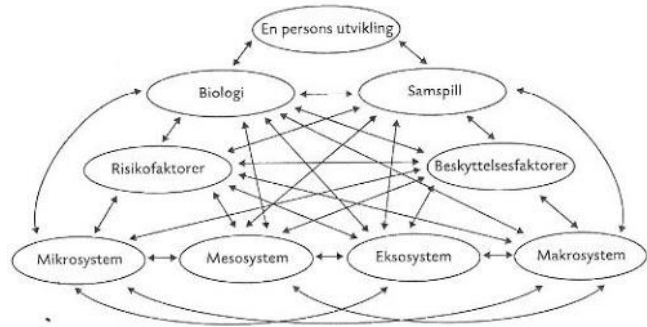 En persons utvikling
Biologi
Samspill
Risikofaktorer
Beskyttelsesfaktorer
Mikrosystem
Mesosystem
Eksosystem
Makrosystem